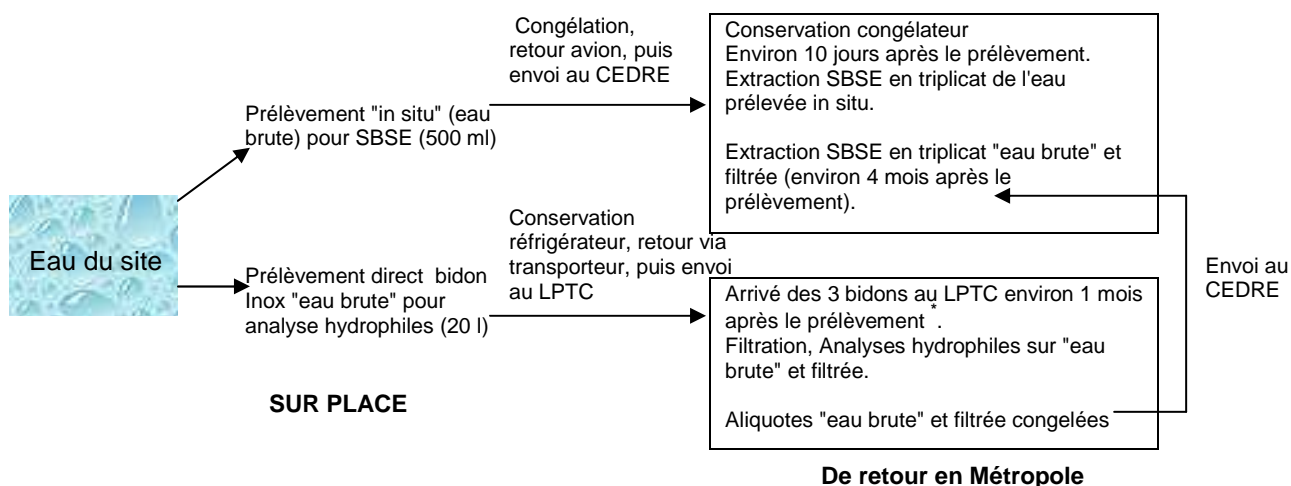 Eau du site
Prélèvement "in situ" (eau
brute) pour SBSE (500 ml)
Prélèvement direct bidon
Inox "eau brute" pour
analyse hydrophiles (20 l)
SUR PLACE
Congélation,
retour avion, puis
envoi au CEDRE
Conservation
réfrigérateur, retour via
transporteur, puis envoi
au LPTC
Conservation congélateur
Environ 10 jours après le prélèvement.
Extraction SBSE en triplicat de l'eau
prélevée in situ.
Extraction SBSE en triplicat "eau brute" et
filtrée (environ 4 mois après le
prélèvement).
Arrivé des 3 bidons au LPTC environ 1 mois
après le prélèvement *.
Filtration, Analyses hydrophiles sur "eau
brute" et filtrée.
Aliquotes "eau brute" et filtrée congelées
Envoi au
CEDRE
De retour en Métropole